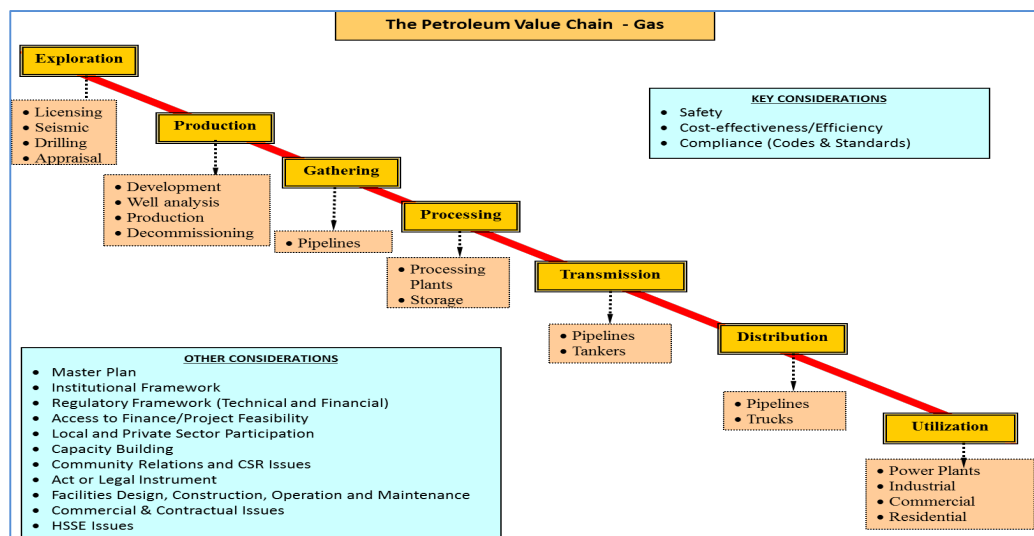 The Petroleum Value Chain - Gas
Exploration
• Licensing
• Seismic
• Drilling
• Appraisal
Production
• Development
• Well analysis
• Production
• Decommissioning
Gathering
• Pipelines
Processing
• Processing
Plants
• Storage
Transmission
• Pipelines
• Tankers
Distribution
• Pipelines
• Trucks
Utilization
• Power Plants
• Industrial
• Commercial
• Residential
KEY CONSIDERATIONS
• Safety
• Cost-effectiveness/Efficiency
• Compliance (Codes & Standards)
OTHER CONSIDERATIONS
• Master Plan
• Institutional Framework
• Regulatory Framework (Technical and Financial)
• Access to Finance/Project Feasibility
• Local and Private Sector Participation
• Capacity Building
• Community Relations and CSR Issues
• Act or Legal Instrument
• Facilities Design, Construction, Operation and Maintenance
• Commercial & Contractual Issues
• HSSE Issues